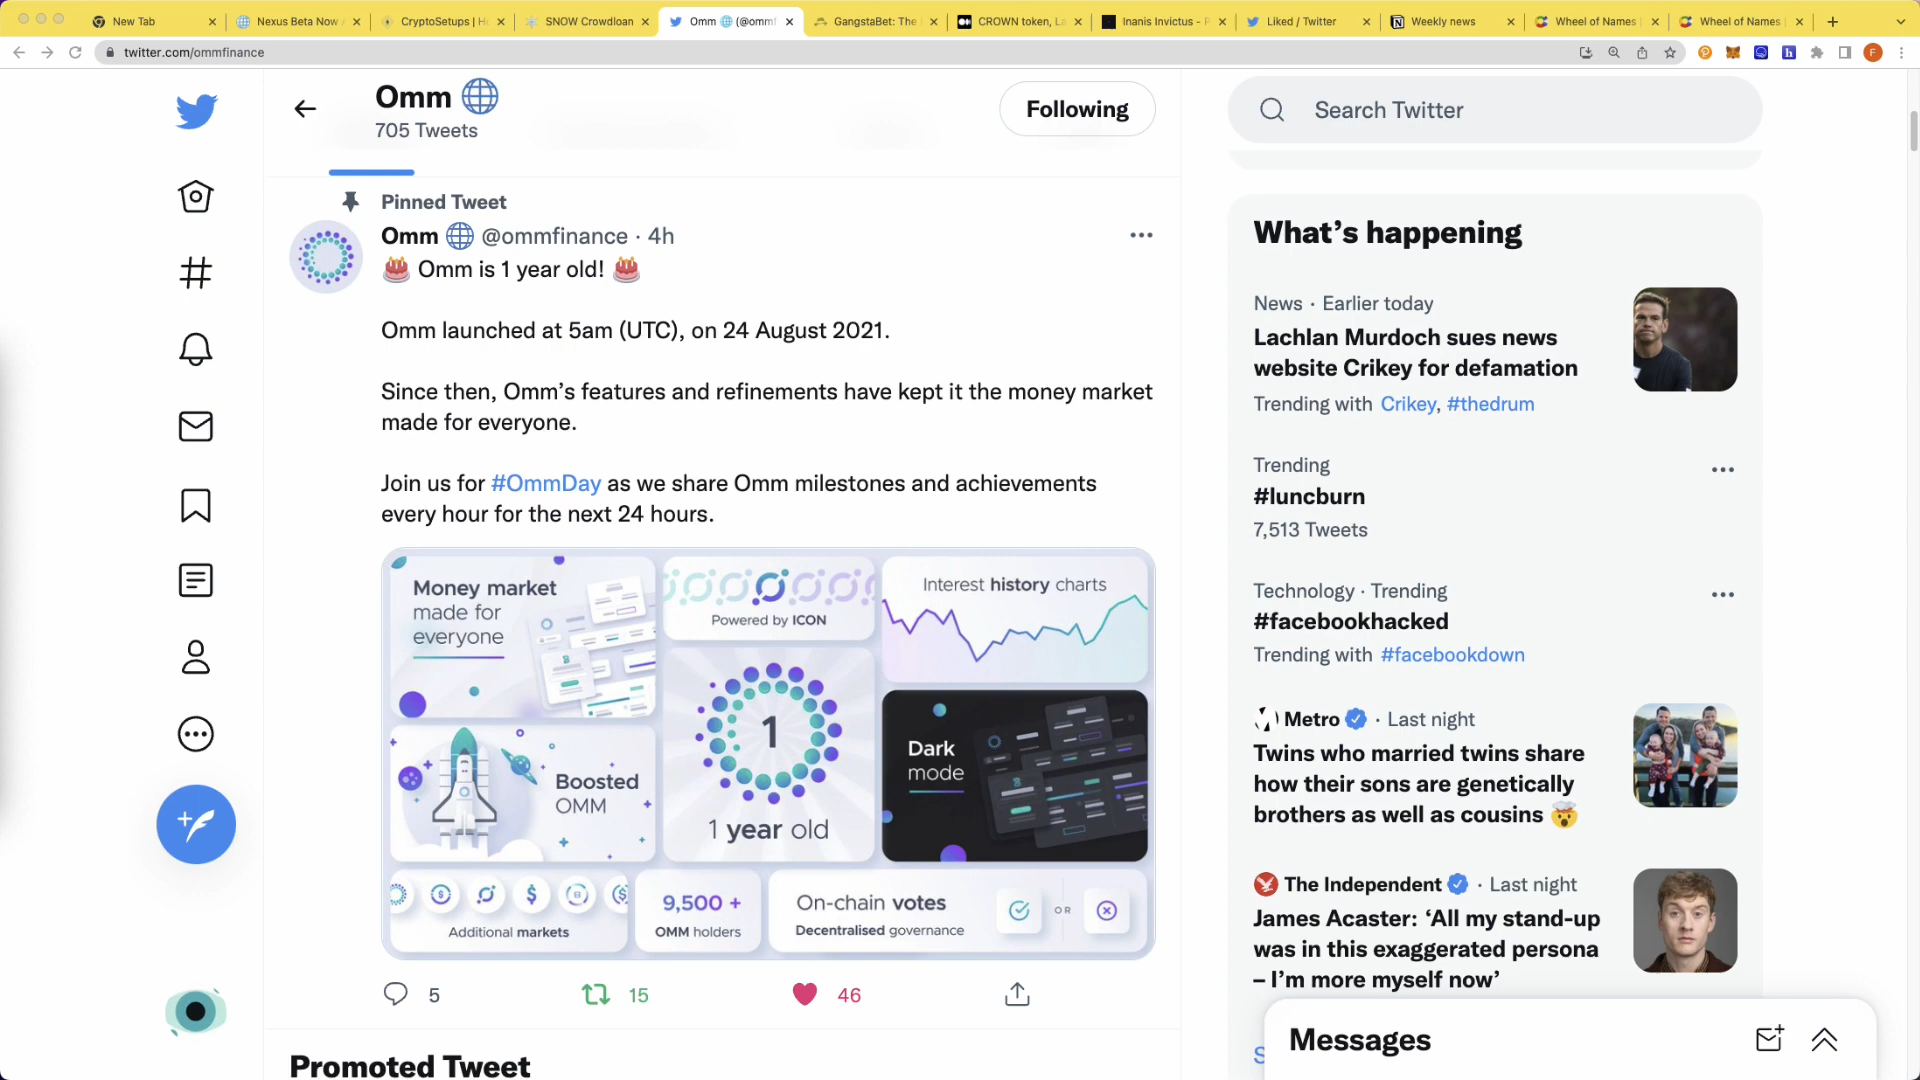 New Tab
Nexus Beta Now
CryptoSetups | H
SNOW Crowdloan
Omm (@omm
GangstaBet: The
CROWN token, L
Inanis Invictus - P
Liked / Twitter
Weekly news
Wheel of Names
Wheel of Names
twitter.com/ommfinance
F
Omm
705 Tweets
Following
Search Twitter
Pinned Tweet
Omm @ommfinance · 4h
Omm is 1 year old!
Omm launched at 5am (UTC), on 24 August 2021.
Since then, Omm’s features and refinements have kept it the money market
made for everyone.
Join us for #OmmDay as we share Omm milestones and achievements
every hour for the next 24 hours.
Money market
made for
everyone
Powered by ICON
Interest history charts
1
1 year old
Boosted
OMM
Dark
mode
Additional markets
9,500 +
OMM holders
On-chain votes
Decentralised governance
OR
5
15
46
Promoted Tweet
What’s happening
News · Earlier today
Lachlan Murdoch sues news
website Crikey for defamation
Trending with Crikey, #thedrum
Trending
#luncburn
7,513 Tweets
Technology · Trending
#facebookhacked
Trending with #facebookdown
Metro · Last night
Twins who married twins share
how their sons are genetically
brothers as well as cousins
The Independent · Last night
James Acaster: ‘All my stand-up
was in this exaggerated persona
– I’m more myself now’
S
Messages